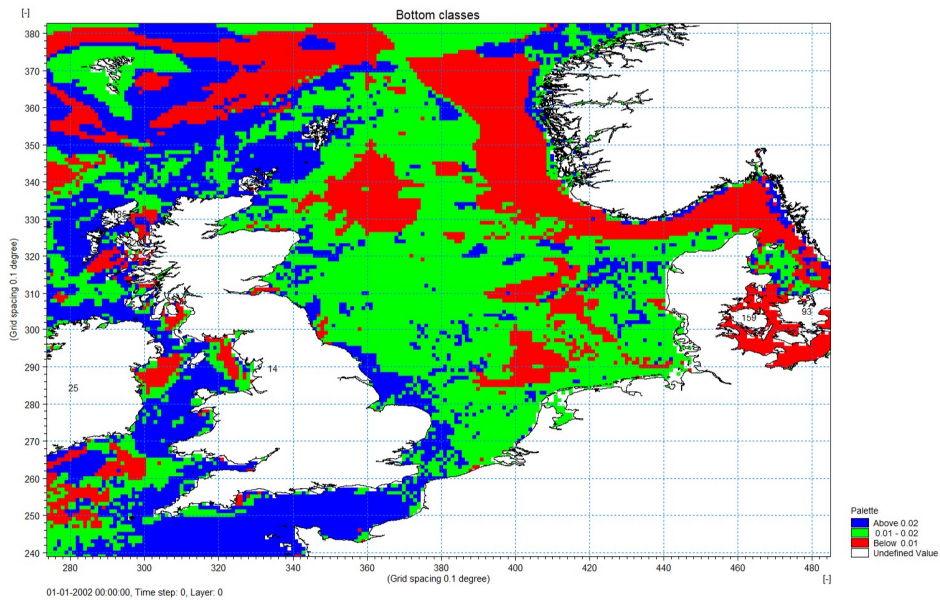 Bottom classes
[-]
380
370
360
350
340
330
320
310
300
290
280
270
260
250
240
(Grid spacing 0.1 degree)
159
93
14
25
280 300 320 340 360 380 400 420 440 460 480
(Grid spacing 0.1 degree)
[-]
Palette
Above 0.02
0.01 - 0.02
Below 0.01
Undefined Value
01-01-2002 00:00:00, Time step: 0, Layer: 0